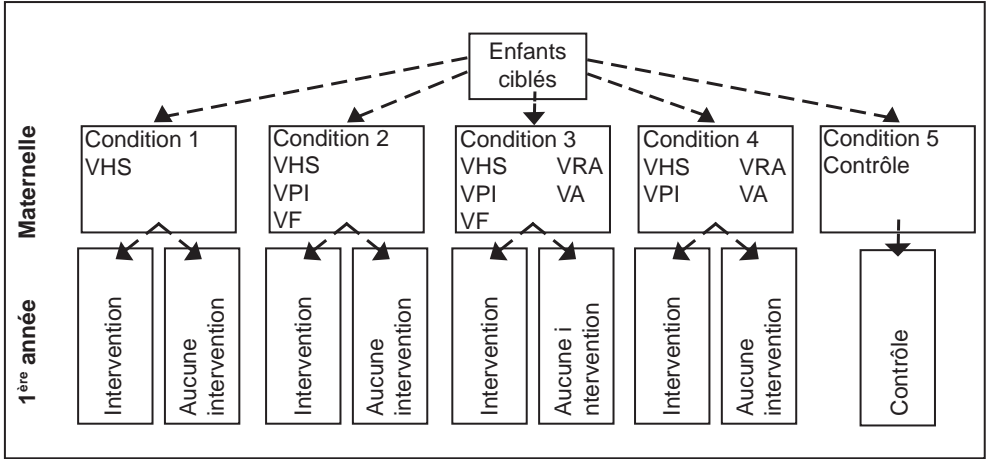 Enfants
ciblés
Maternelle
Condition 1
VHS
Condition 2
VHS
VPI
VF
Condition 3
VHS VRA
VPI VA
VF
Condition 4
VHS VRA
VPI VA
Condition 5
Contrôle
1ère année
Intervention
Aucune
intervention
Intervention
Aucune
intervention
Intervention
Aucune i
ntervention
Intervention
Aucune
intervention
Contrôle